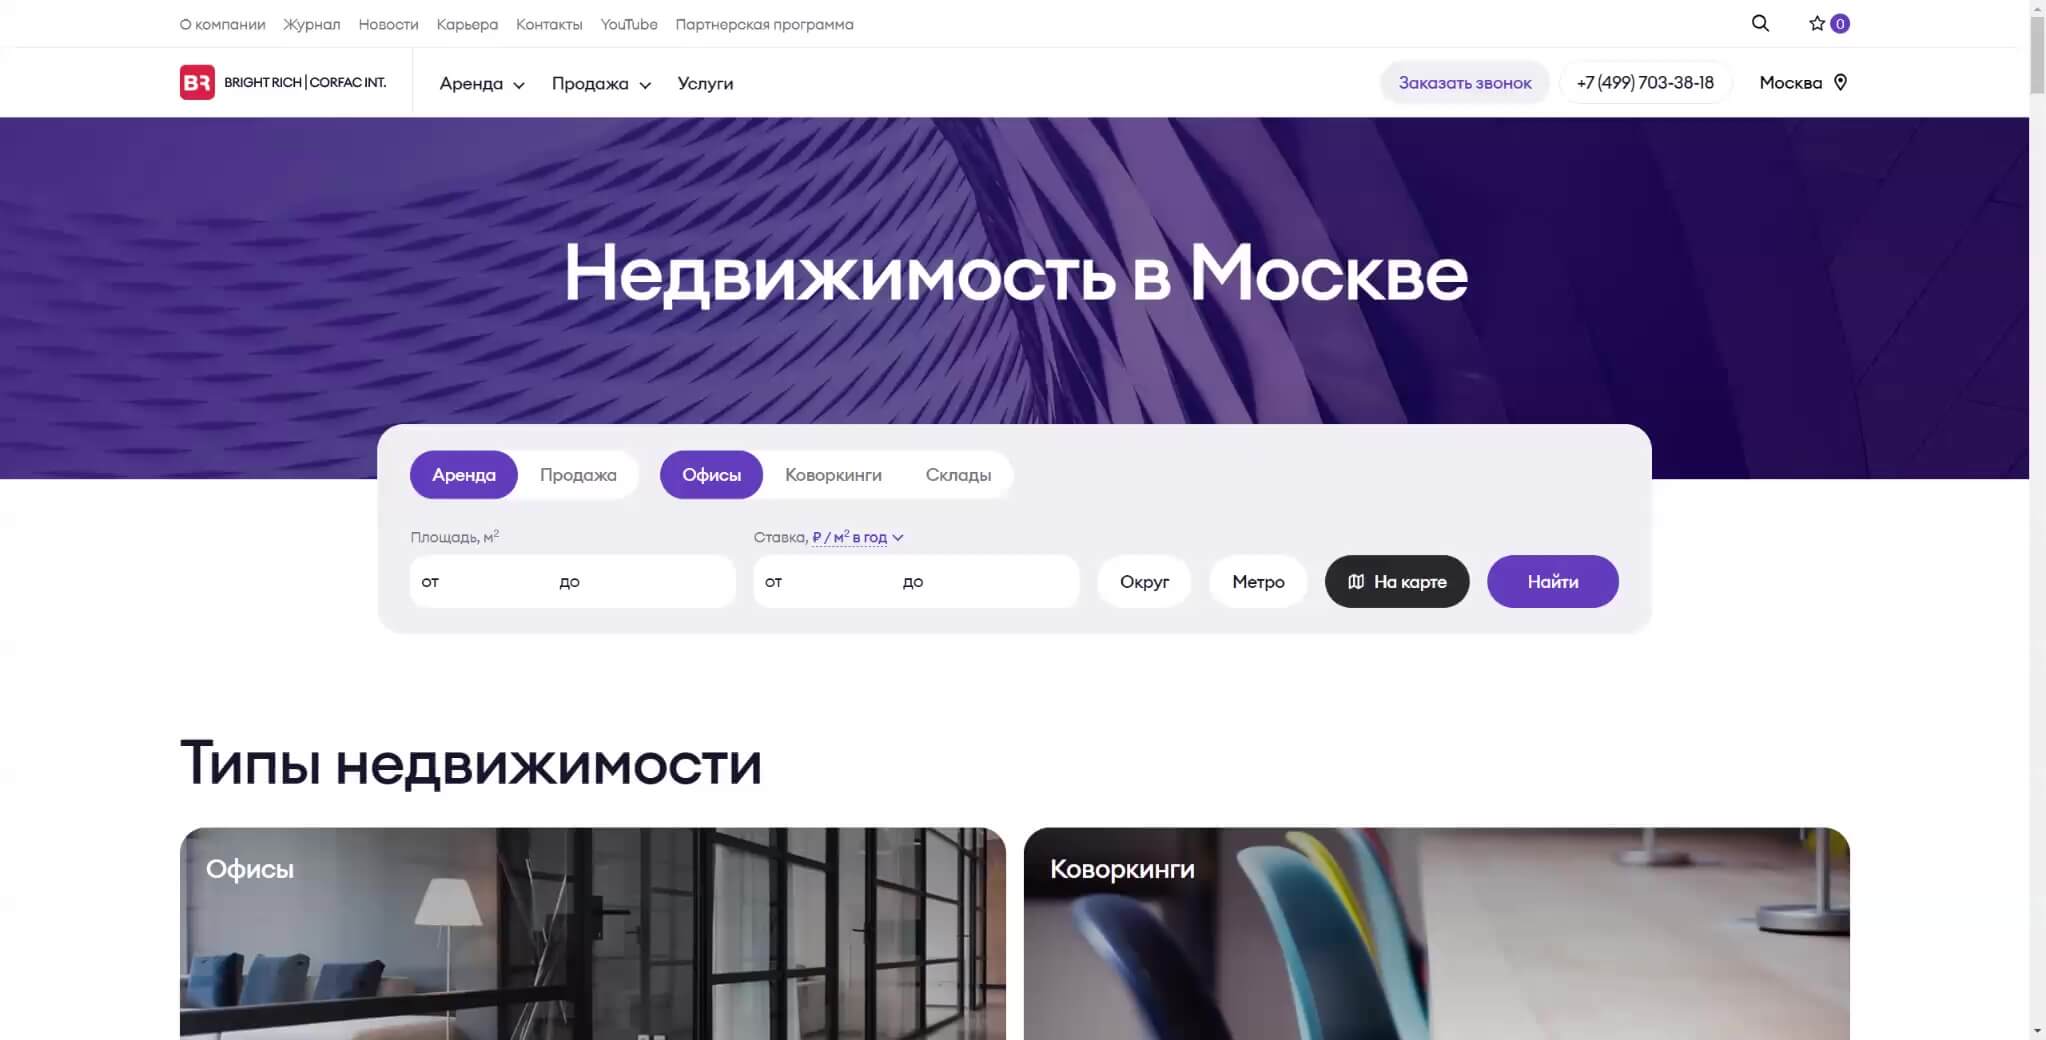 О компании Журнал Новости Карьера Контакты YouTube Партнерская программа 0
BR BRIGHT RICH | CORFAC INT. Аренда Продажа Услуги Заказать звонок +7 (499) 703-38-18 Москва
Недвижимость в Москве
Аренда Продажа Офисы Коворкинги Склады
Площадь, м² Ставка, ₽ / м² в год
от до от до Округ Метро На карте Найти
Типы недвижимости
Офисы Коворкинги